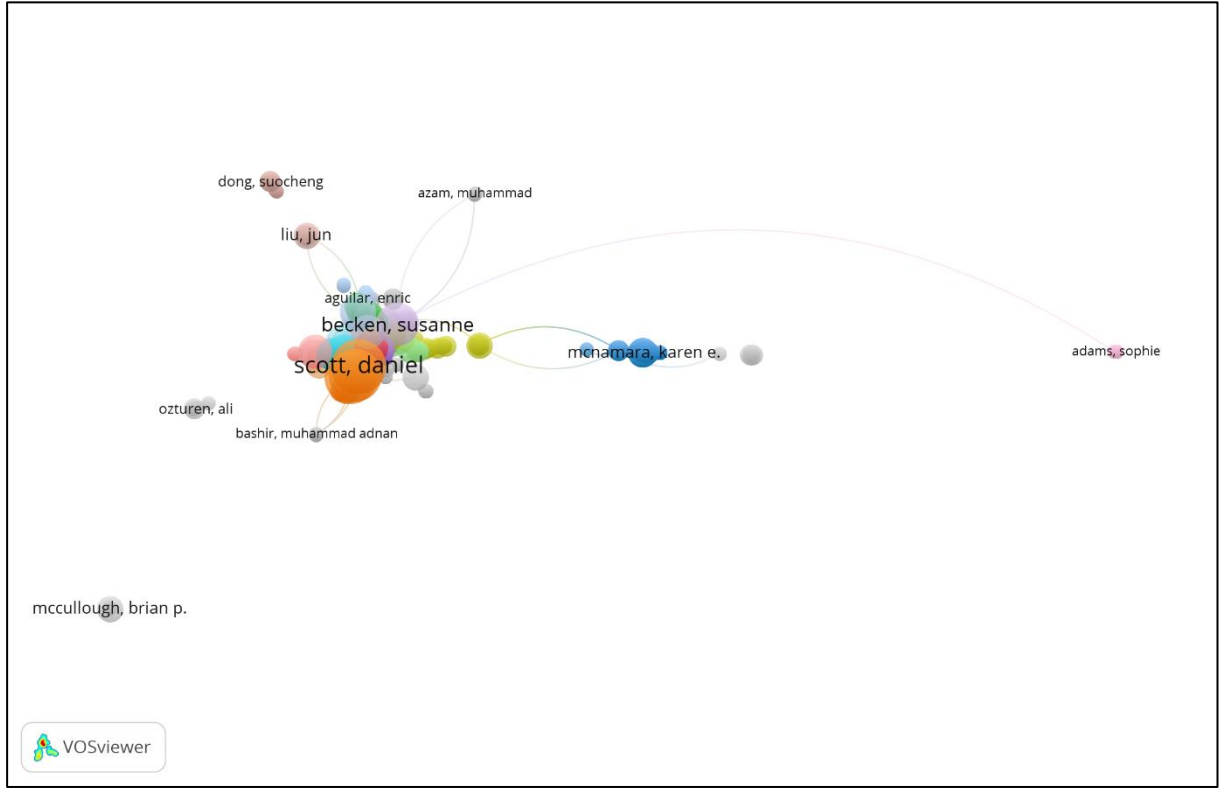 dong, suocheng
azam, muhammad
liu, jun
aguilar, enric
becken, susanne
mcnamara, karen e.
adams, sophie
scott, daniel
ozturen, ali
bashir, muhammad adnan
mccullough, brian p.
VOSviewer